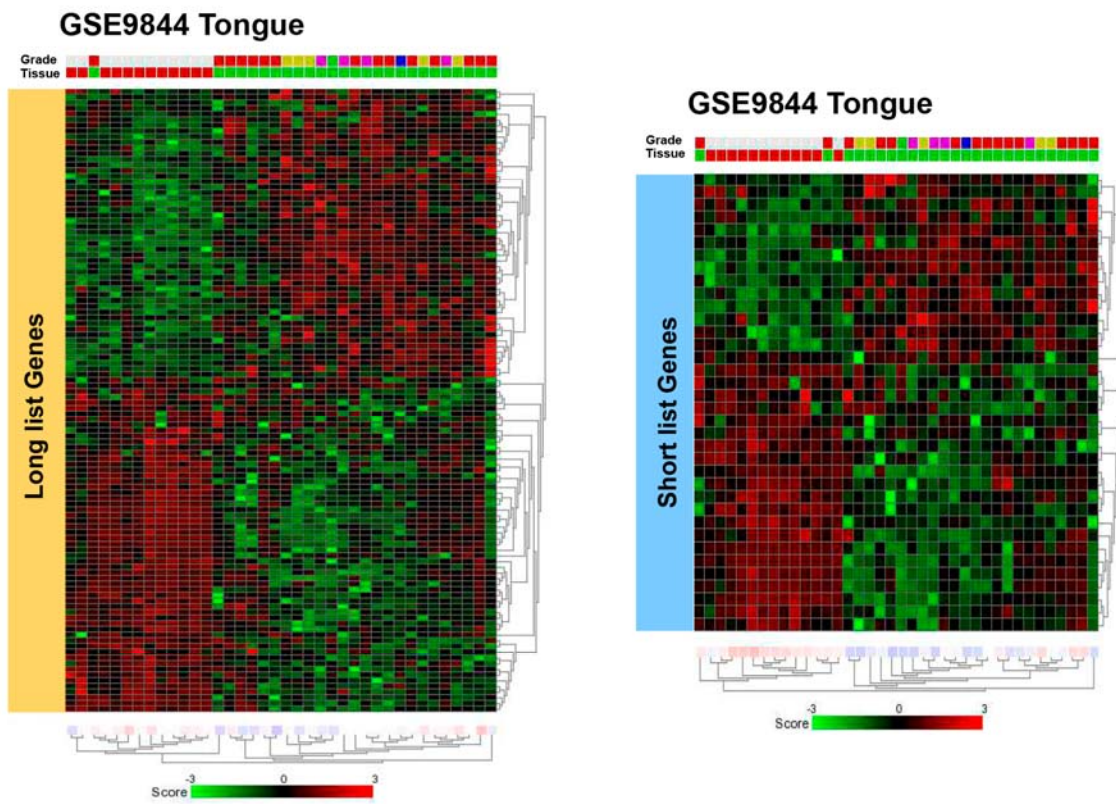 GSE9844 Tongue
Grade
Tissue
Long list Genes
-3 0 3
Score
GSE9844 Tongue
Grade
Tissue
Short list Genes
-3 0 3
Score